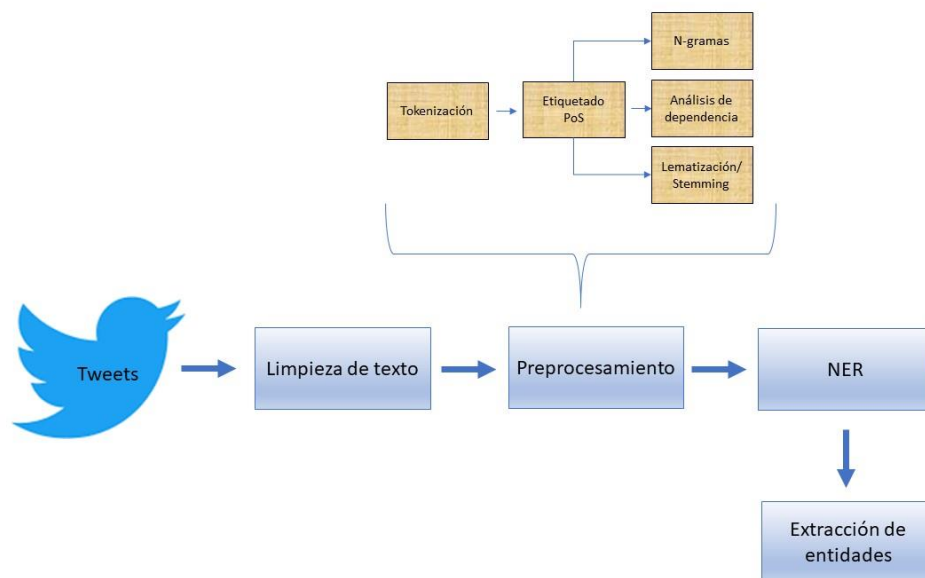 N-gramas
Tokenización
Etiquetado
PoS
Análisis de
dependencia
Lematización/
Stemming
Tweets
Limpieza de texto
Preprocesamiento
NER
Extracción de
entidades